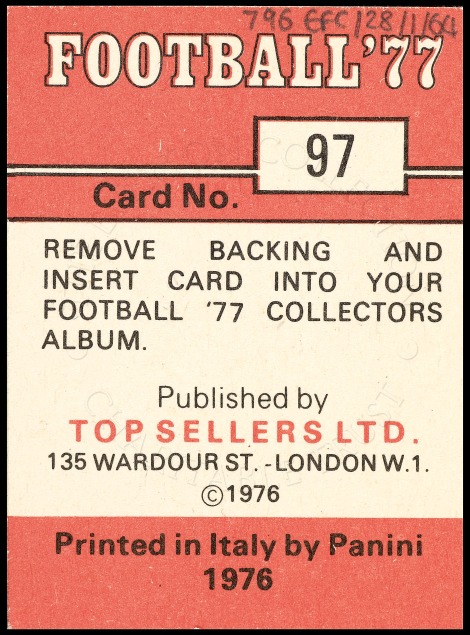 796 EFC/28/1/64
FOOTBALL '77
97
Card No.
REMOVE BACKING AND
INSERT CARD INTO YOUR
FOOTBALL '77 COLLECTORS
ALBUM.
Published by
TOP SELLERS LTD.
135 WARDOUR ST. - LONDON W.1.
©1976
Printed in Italy by Panini
1976